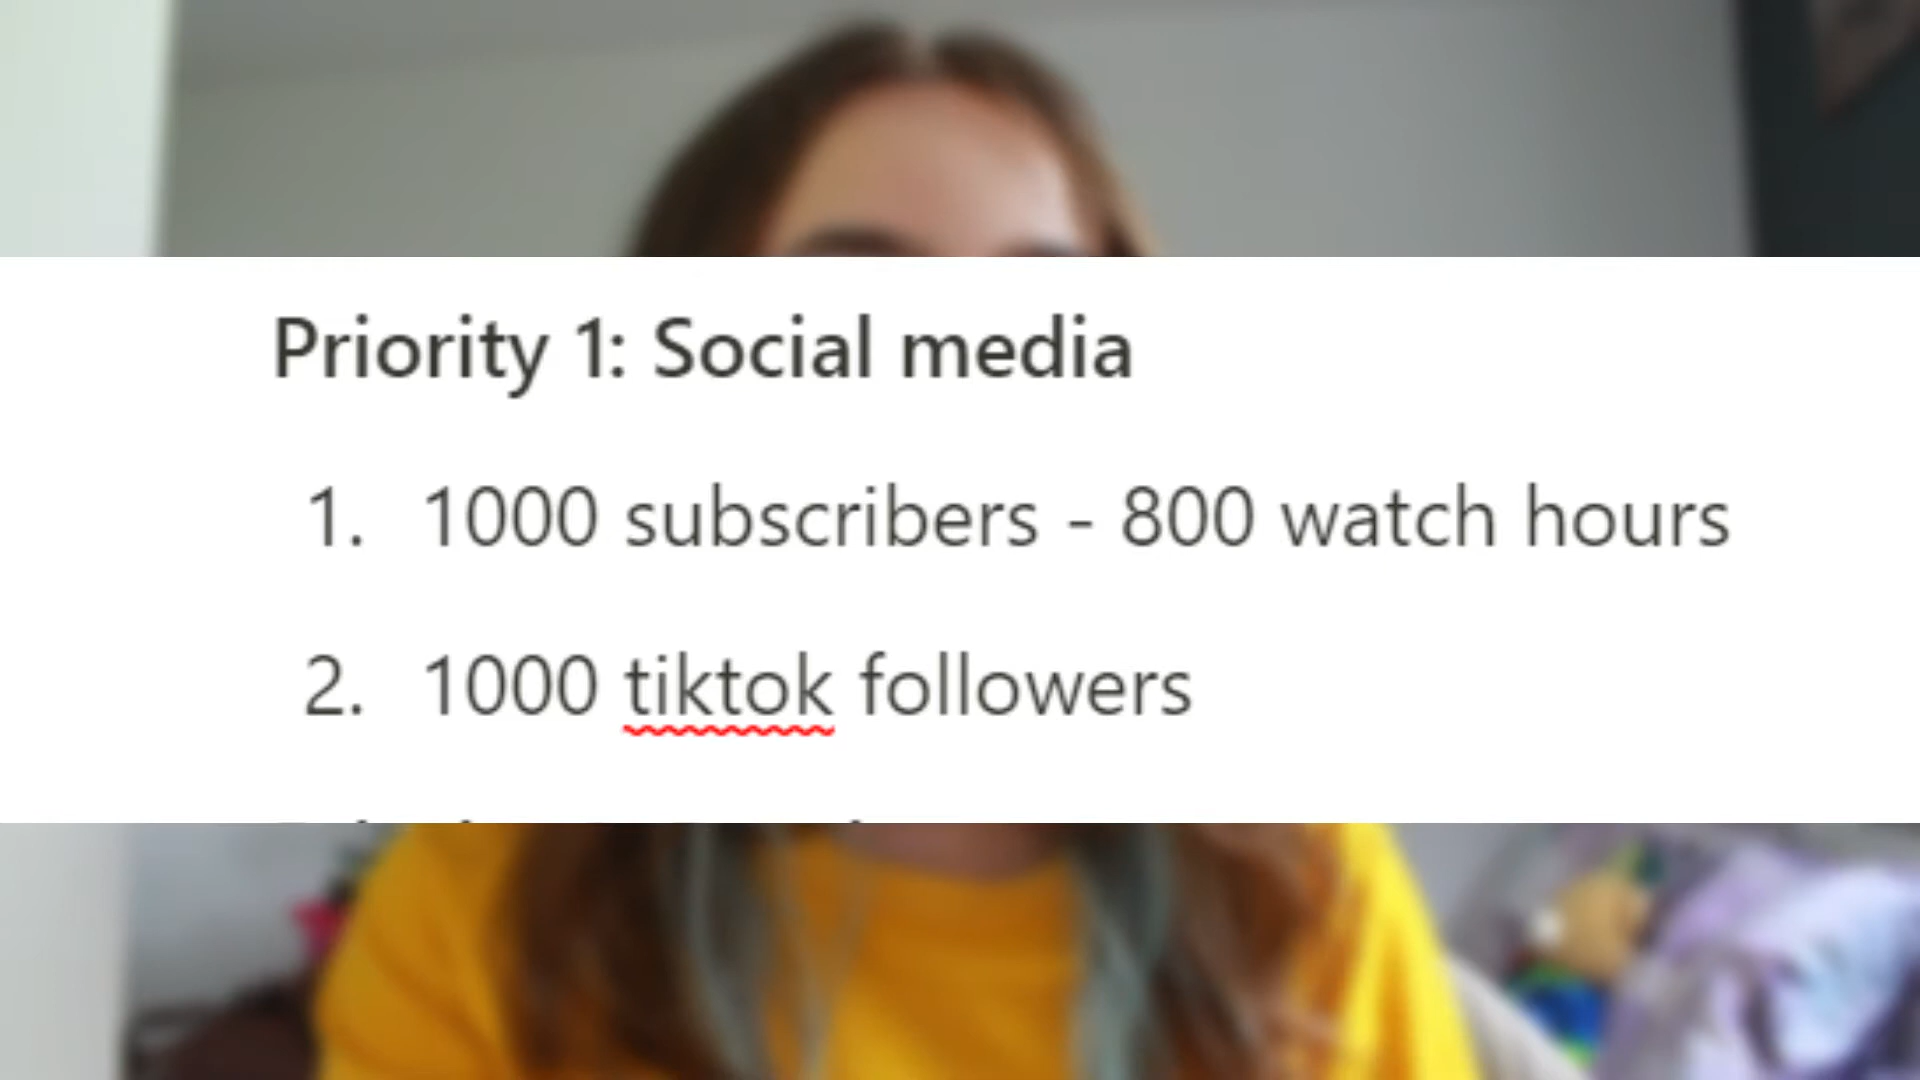 Priority 1: Social media
1. 1000 subscribers - 800 watch hours
2. 1000 tiktok followers